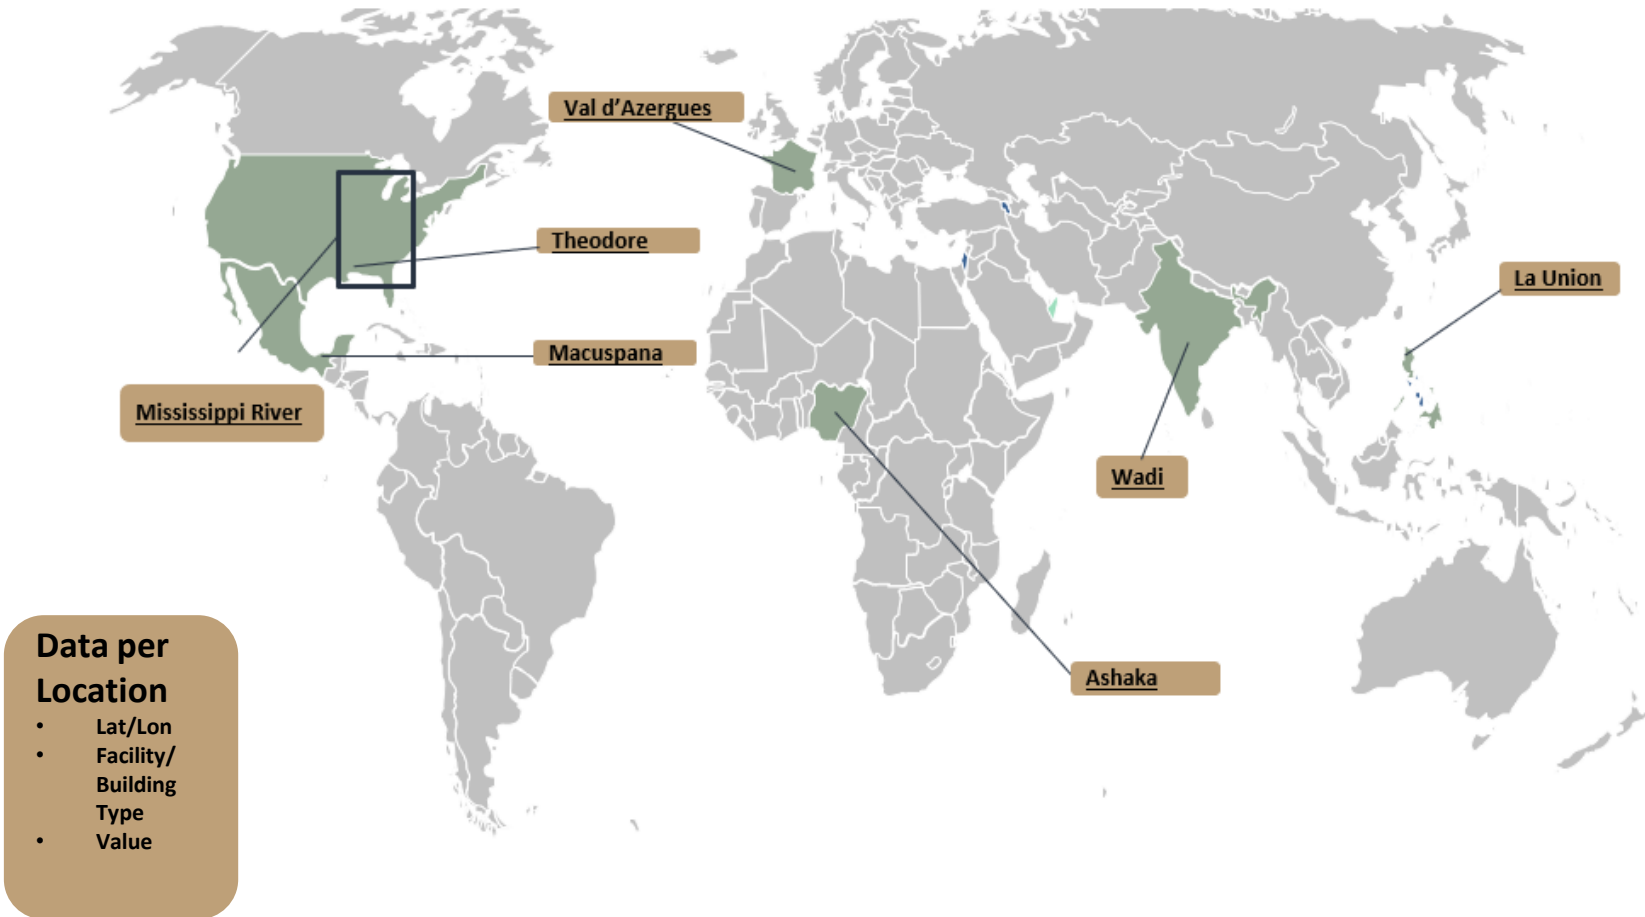 Val d’Azergues
Theodore
La Union
Macuspana
Mississippi River
Wadi
Ashaka
Data per
Location
• Lat/Lon
• Facility/
Building
Type
• Value